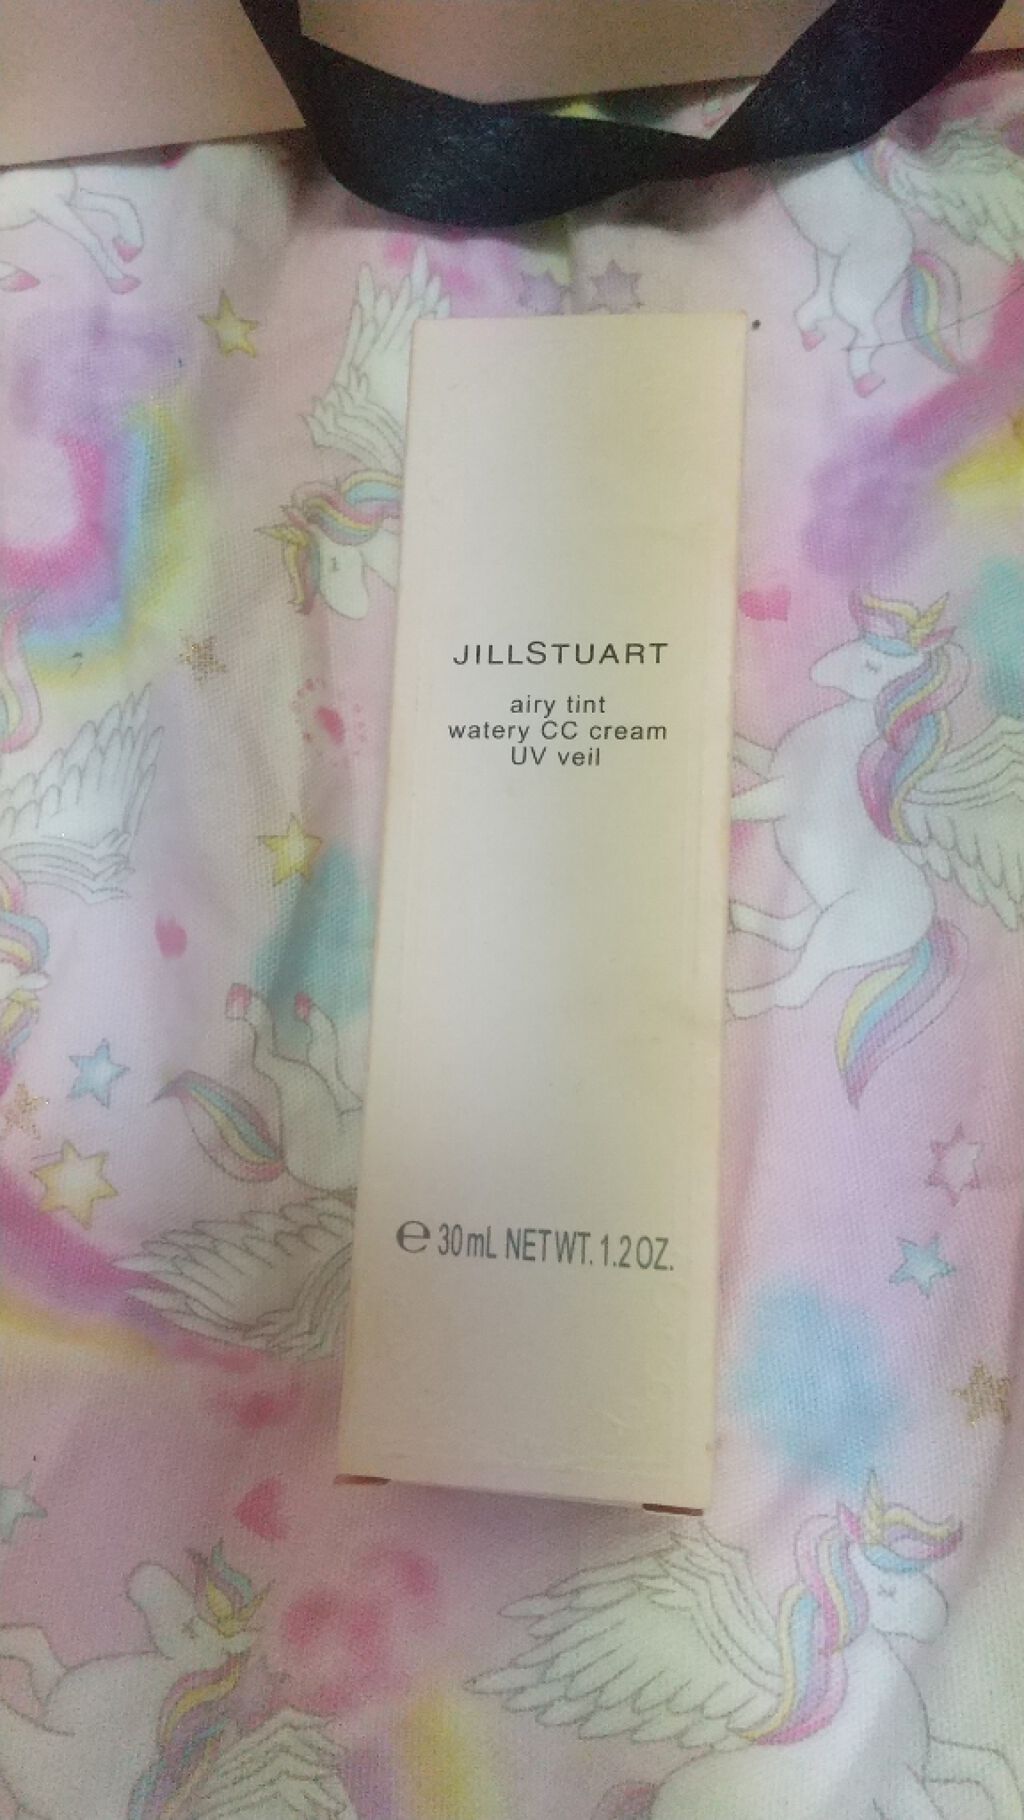 JILLSTUART
airy tint
watery CC cream
UV veil
℮ 30mL NET WT. 1.2 OZ.